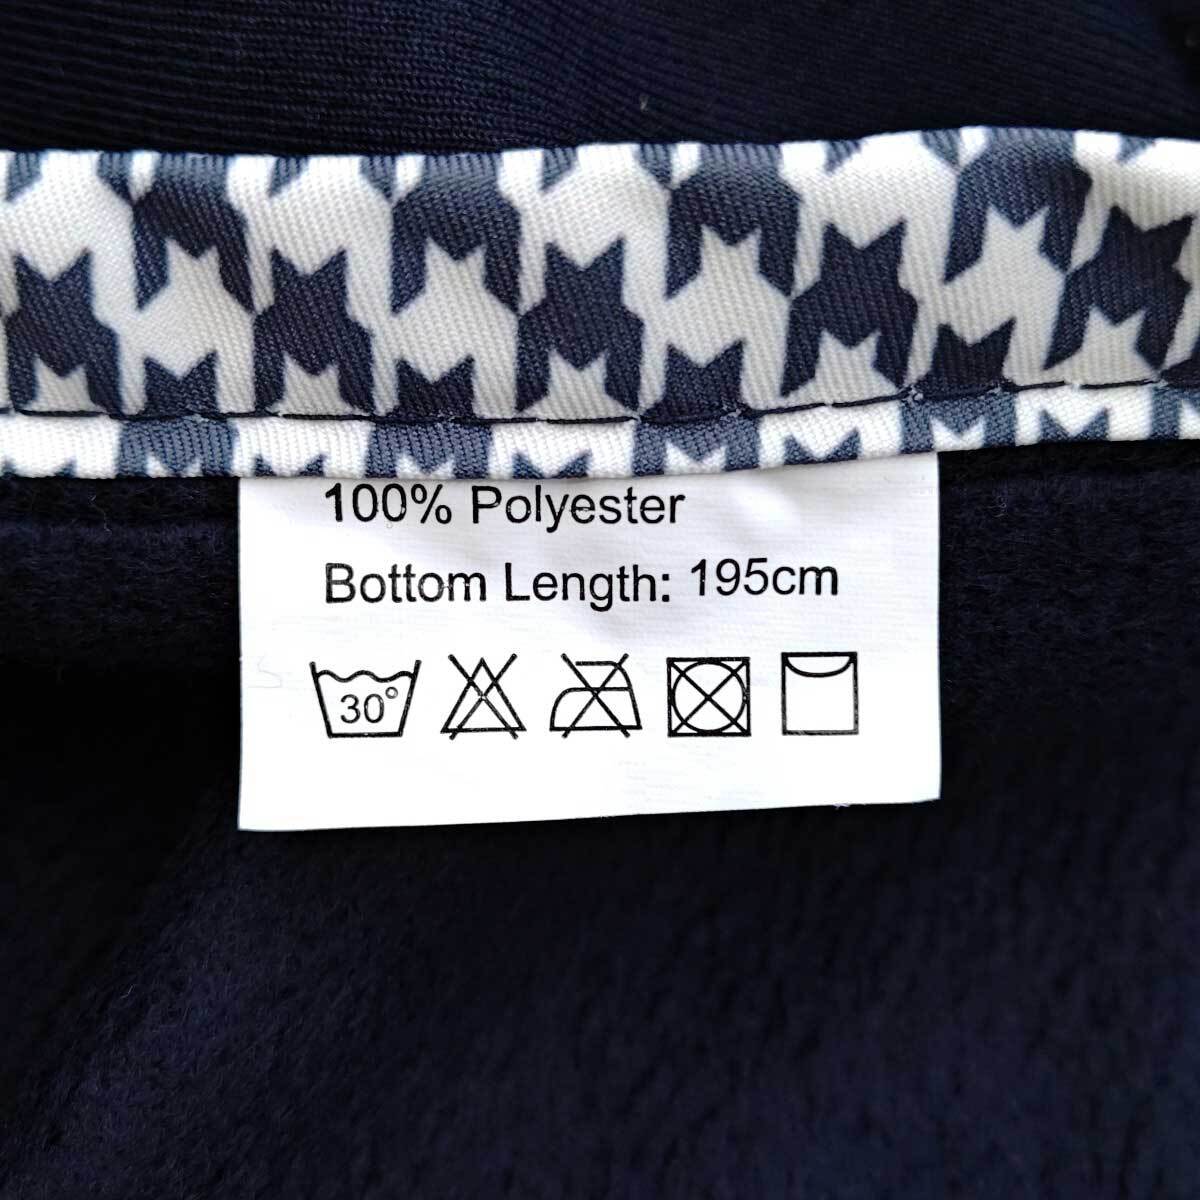 100% Polyester
Bottom Length: 195cm
30°